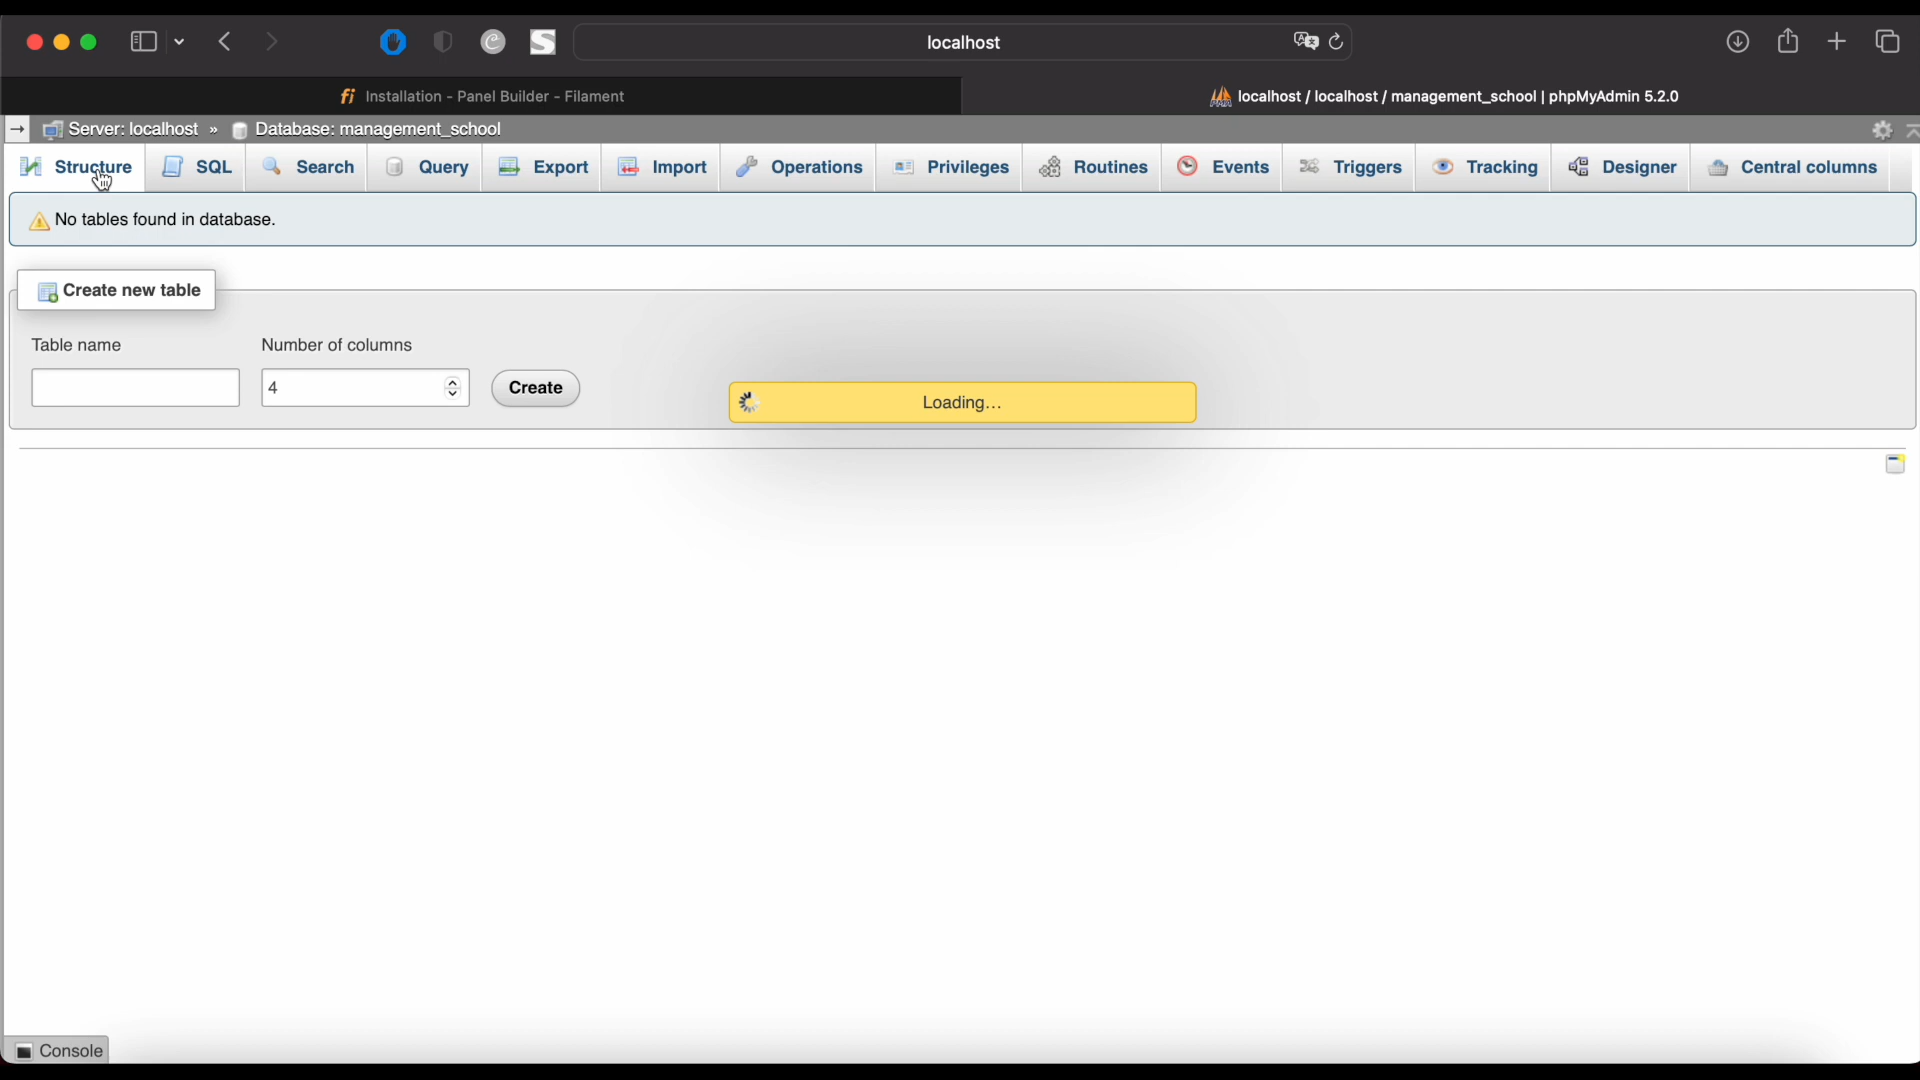 localhost
fi Installation - Panel Builder - Filament
localhost / localhost / management_school | phpMyAdmin 5.2.0
Server: localhost » Database: management_school
Structure SQL Search Query Export Import Operations Privileges Routines Events Triggers Tracking Designer Central columns
No tables found in database.
Create new table
Table name Number of columns
4 Create
Loading...
Console